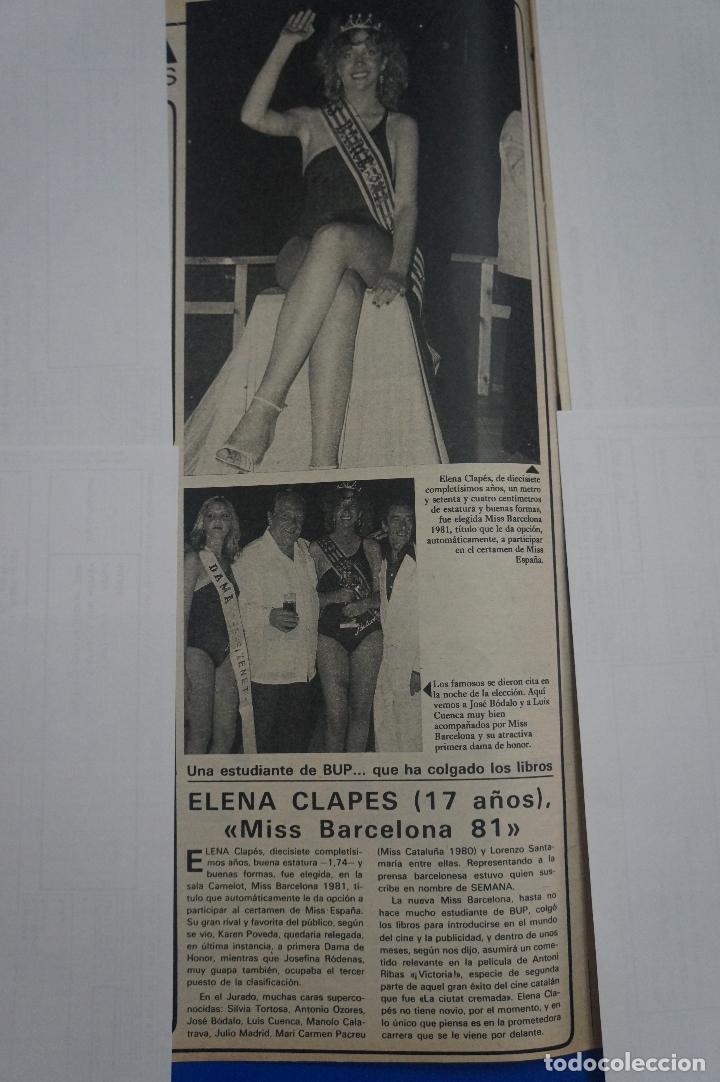 A
S
Elena Clapés, de diecisiete
completísimos años, un metro
y setenta y cuatro centímetros
de estatura y buenas formas,
fue elegida Miss Barcelona
1981, título que le da opción,
automáticamente, a participar
en el certamen de Miss
España.
DAMA
Los famosos se dieron cita en
la noche de la elección. Aquí
vemos a José Bódalo y a Luis
Cuenca muy bien
acompañados por Miss
Barcelona y su atractiva
primera dama de honor.
Una estudiante de BUP... que ha colgado los libros
ELENA CLAPES (17 años),
«Miss Barcelona 81»
ELENA Clapés, diecisiete completísi-
mos años, buena estatura —1,74— y
buenas formas, fue elegida, en la
sala Camelot, Miss Barcelona 1981, tí-
tulo que automáticamente le da opción a
participar al certamen de Miss España.
Su gran rival y favorita del público, según
se vio, Karen Poveda, quedaría relegada,
en última instancia, a primera Dama de
Honor, mientras que Josefina Ródenas,
muy guapa también, ocupaba el tercer
puesto de la clasificación.
En el Jurado, muchas caras superco-
nocidas: Silvia Tortosa, Antonio Ozores,
José Bódalo, Luis Cuenca, Manolo Cala-
trava, Julio Madrid, Mari Carmen Pacreu
(Miss Cataluña 1980) y Lorenzo Santa-
maría entre ellas. Representando a la
prensa barcelonesa estuvo quien sus-
cribe en nombre de SEMANA.
La nueva Miss Barcelona, hasta no
hace mucho estudiante de BUP, colgó
los libros para introducirse en el mundo
del cine y la publicidad, y dentro de unos
meses, según nos dijo, asumirá un come-
tido relevante en la película de Antoni
Ribas «¡Victoria!», especie de segunda
parte de aquel gran éxito del cine catalán
que fue «La ciutat cremada». Elena Cla-
pés no tiene novio, por el momento, y en
lo único que piensa es en la prometedora
carrera que se le viene por delante.
todocoleccion